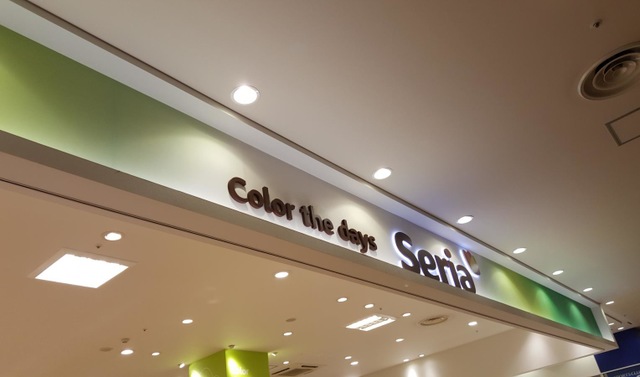 Color the days Seria